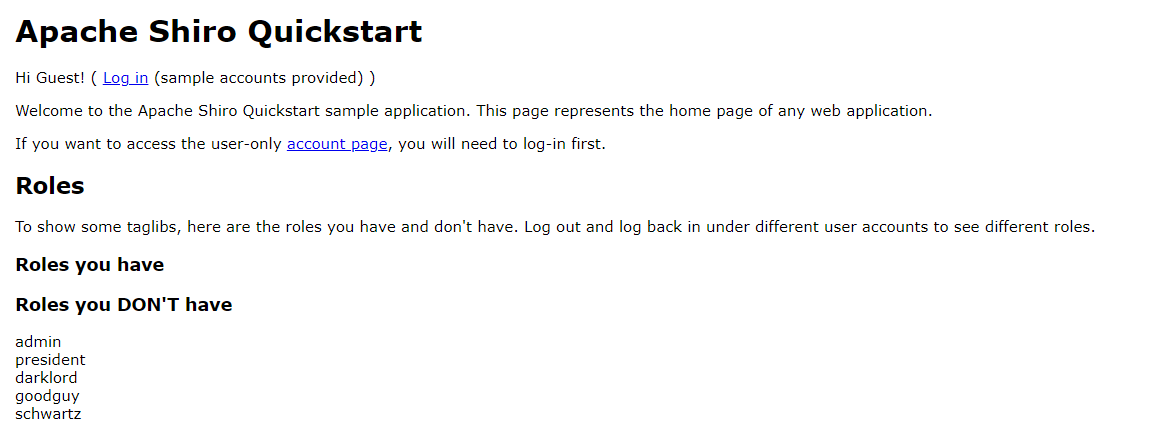 Apache Shiro Quickstart
Hi Guest! ( Log in (sample accounts provided) )
Welcome to the Apache Shiro Quickstart sample application. This page represents the home page of any web application.
If you want to access the user-only account page, you will need to log-in first.
Roles
To show some taglibs, here are the roles you have and don't have. Log out and log back in under different user accounts to see different roles.
Roles you have
Roles you DON'T have
admin
president
darklord
goodguy
schwartz